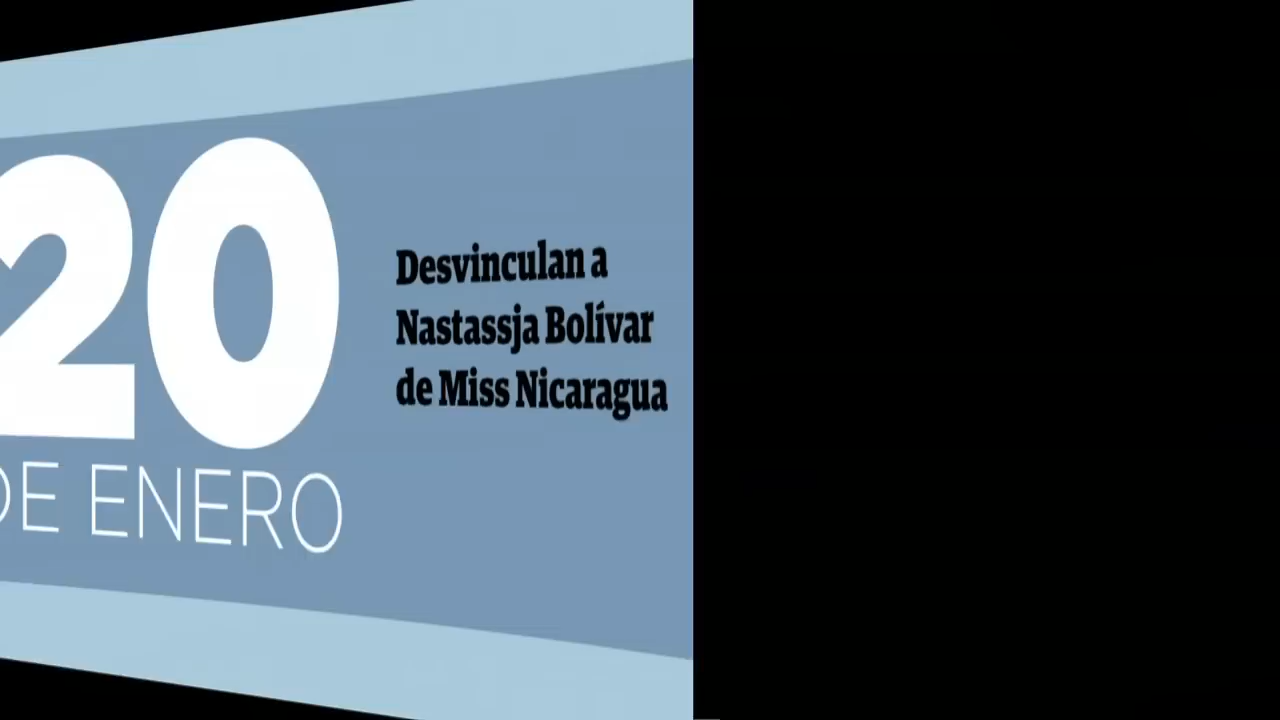 20
DE ENERO
Desvinculan a
Nastassja Bolívar
de Miss Nicaragua